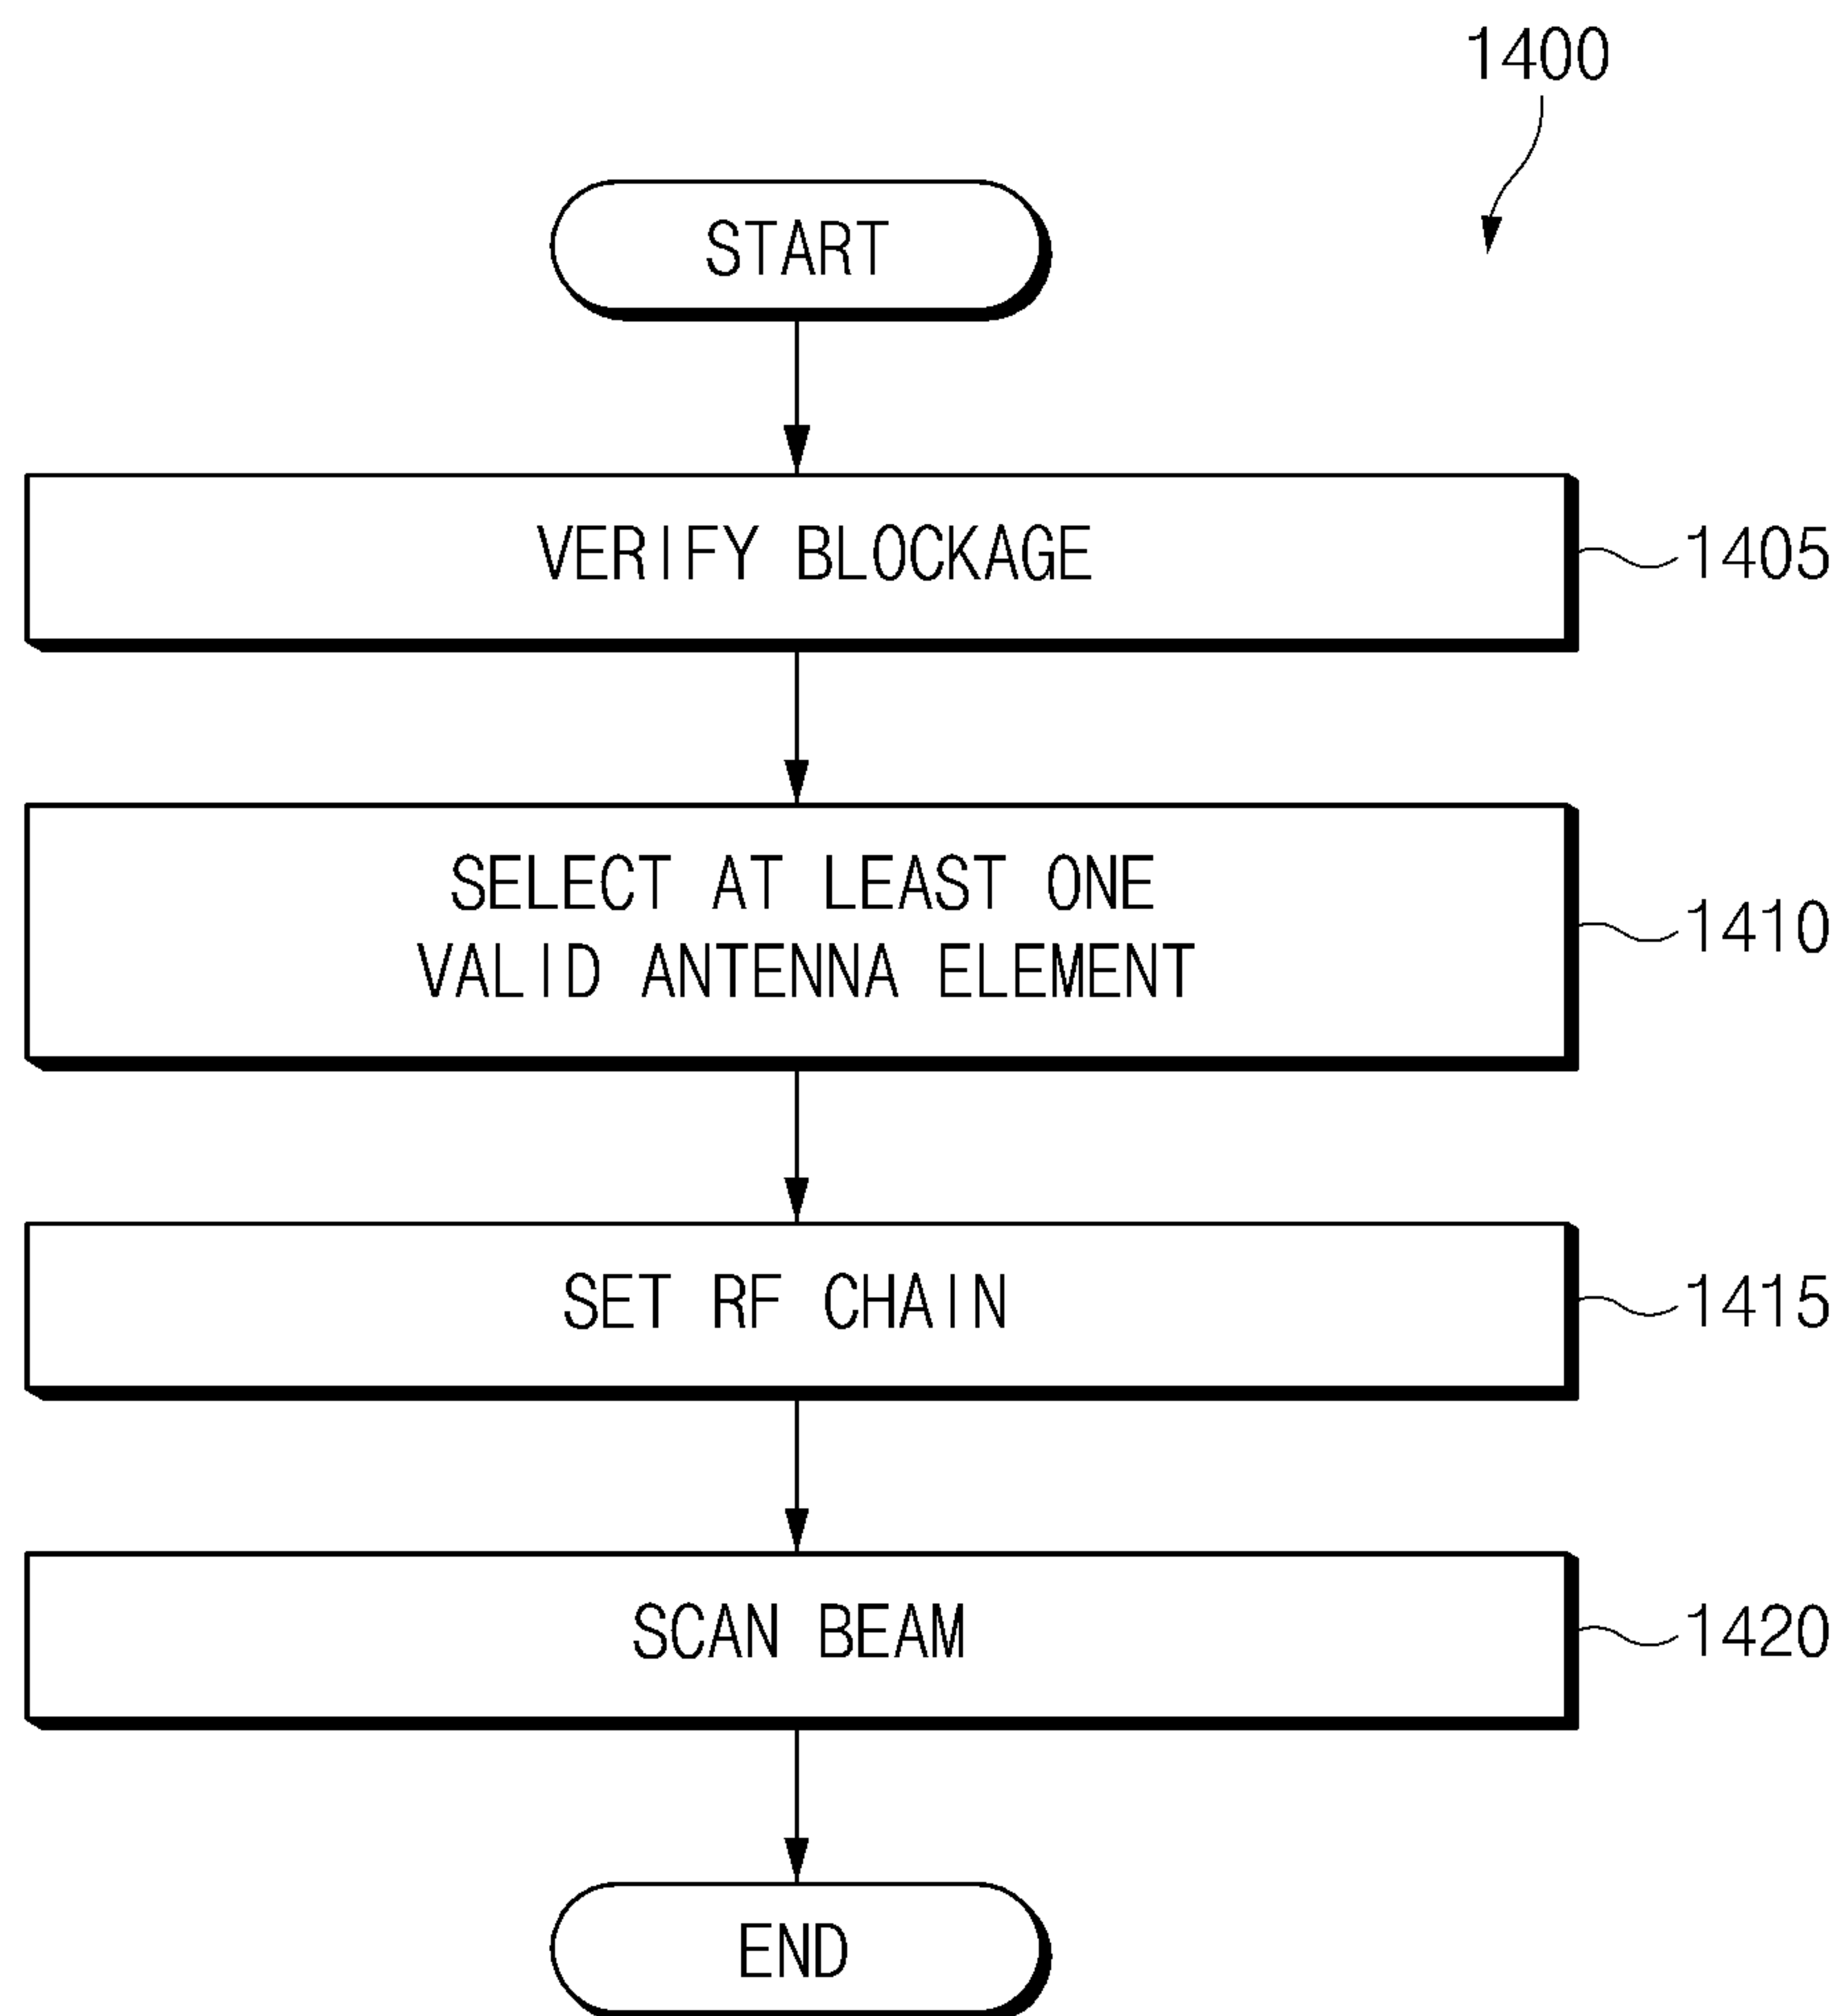 1400
START
VERIFY BLOCKAGE
1405
SELECT AT LEAST ONE
VALID ANTENNA ELEMENT
1410
SET RF CHAIN
1415
SCAN BEAM
1420
END